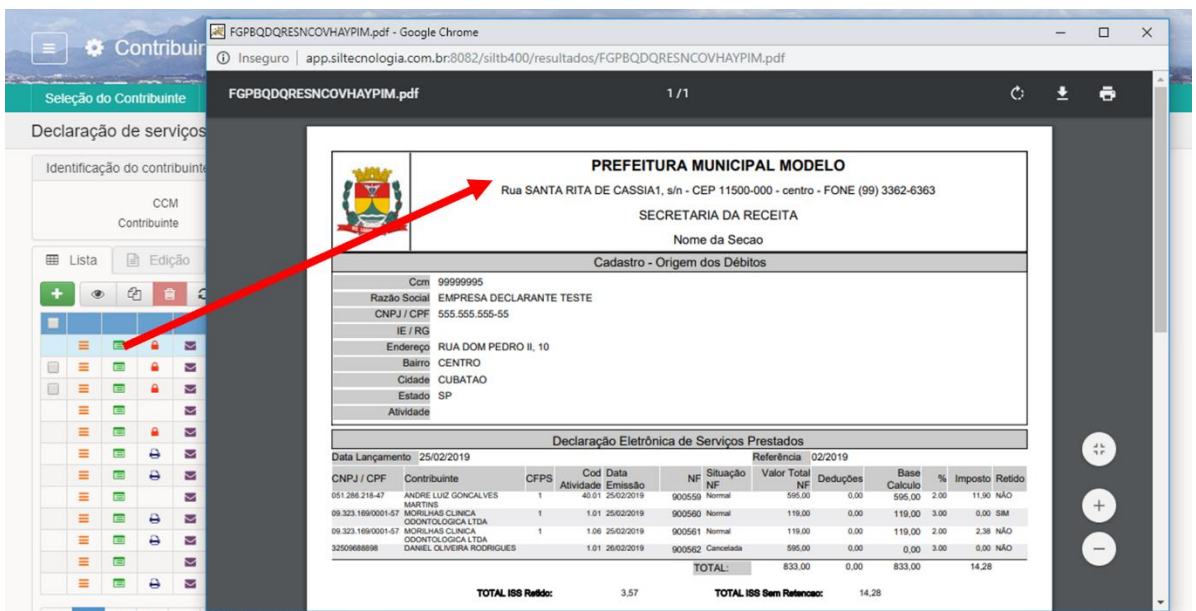 FGPBQDQRESNCOVHAYPIM.pdf - Google Chrome
Contribuir
Inseguro | app.siltecnologia.com.br:8082/siltb400/resultados/FGPBQDQRESNCOVHAYPIM.pdf
Seleção do Contribuinte
FGPBQDQRESNCOVHAYPIM.pdf 1 / 1
Declaração de serviços
Identificação do contribuinte
CCM
Contribuinte
Lista Edição
PREFEITURA MUNICIPAL MODELO
Rua SANTA RITA DE CASSIA1, s/n - CEP 11500-000 - centro - FONE (99) 3362-6363
SECRETARIA DA RECEITA
Nome da Secao
Cadastro - Origem dos Débitos
Ccm 99999995
Razão Social EMPRESA DECLARANTE TESTE
CNPJ / CPF 555.555.555-55
IE / RG
Endereço RUA DOM PEDRO II, 10
Bairro CENTRO
Cidade CUBATAO
Estado SP
Atividade
Declaração Eletrônica de Serviços Prestados
Data Lançamento 25/02/2019 Referência 02/2019
CNPJ / CPF Contribuinte CFPS Cod Atividade Data Emissão NF Situação NF Valor Total NF Deduções Base Calculo % Imposto Retido
051.286.218-47 ANDRE LUIZ GONCALVES MARTINS 1 40.01 25/02/2019 900559 Normal 595,00 0,00 595,00 2.00 11,90 NÃO
09.323.169/0001-57 MORILHAS CLINICA ODONTOLOGICA LTDA 1 1.01 25/02/2019 900560 Normal 119,00 0,00 119,00 3.00 0,00 SIM
09.323.169/0001-57 MORILHAS CLINICA ODONTOLOGICA LTDA 1 1.06 25/02/2019 900561 Normal 119,00 0,00 119,00 2.00 2,38 NÃO
32509688898 DANIEL OLIVEIRA RODRIGUES 1.01 26/02/2019 900562 Cancelada 595,00 0,00 0,00 3.00 0,00 NÃO
TOTAL: 833,00 0,00 833,00 14,28
TOTAL ISS Retido: 3,57 TOTAL ISS Sem Retencao: 14,28